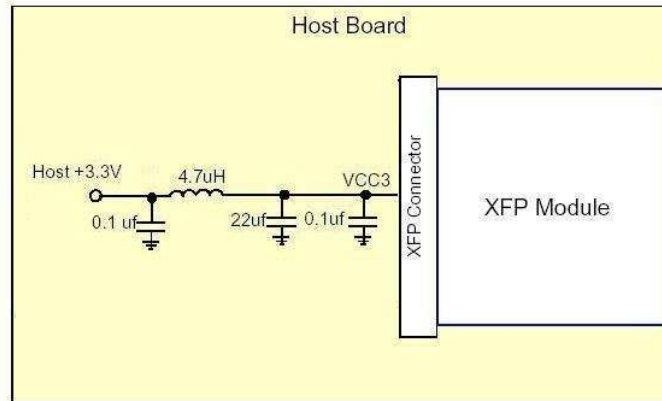 Host Board
Host +3.3V
4.7uH
VCC3
0.1 uf
22uf
0.1uf
XFP Connector
XFP Module